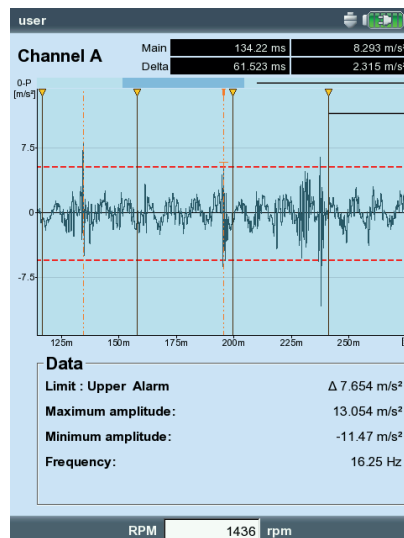 user
Channel A
Main 134.22 ms 8.293 m/s²
Delta 61.523 ms 2.315 m/s²
0-P
[m/s²]
7.5
0
-7.5
125m 150m 175m 200m 225m 250m
Data
Limit : Upper Alarm Δ 7.654 m/s²
Maximum amplitude: 13.054 m/s²
Minimum amplitude: -11.47 m/s²
Frequency: 16.25 Hz
RPM 1436 rpm